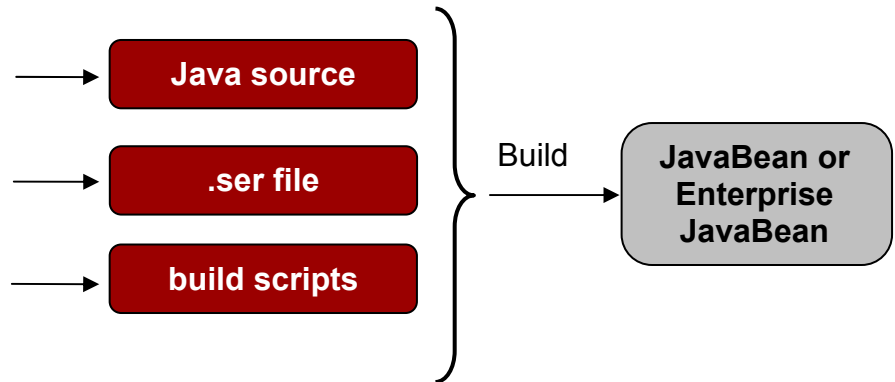 Java source
.ser file
build scripts
Build
JavaBean or
Enterprise
JavaBean